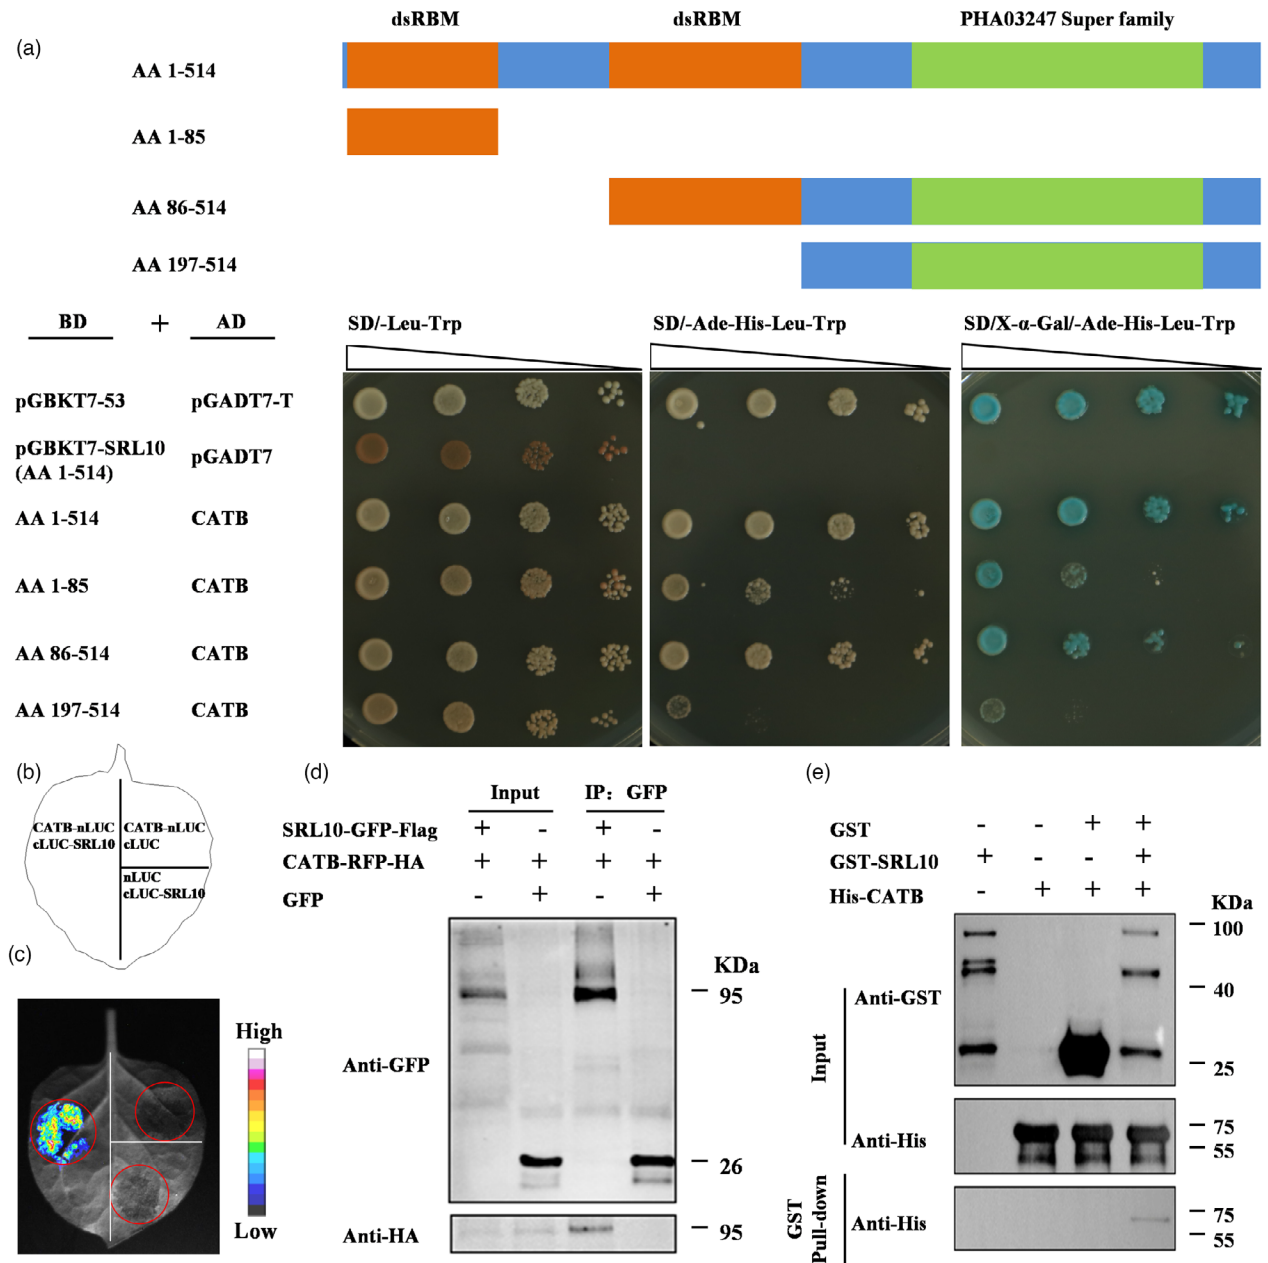 (a)
dsRBM dsRBM PHA03247 Super family
AA 1-514
AA 1-85
AA 86-514
AA 197-514
BD + AD
SD/-Leu-Trp SD/-Ade-His-Leu-Trp SD/X-α-Gal/-Ade-His-Leu-Trp
pGBKT7-53 pGADT7-T
pGBKT7-SRL10
(AA 1-514) pGADT7
AA 1-514 CATB
AA 1-85 CATB
AA 86-514 CATB
AA 197-514 CATB
(b)
CATB-nLUC
cLUC-SRL10
CATB-nLUC
cLUC
nLUC
cLUC-SRL10
(c)
High
Low
(d)
Input IP: GFP
SRL10-GFP-Flag + - + -
CATB-RFP-HA + + + +
GFP - + - +
KDa
95
Anti-GFP
26
Anti-HA 95
(e)
GST - - + +
GST-SRL10 + - - +
His-CATB - + + +
KDa
100
Anti-GST 40
25
Input
Anti-His 75
55
GST
Pull-down
Anti-His 75
55